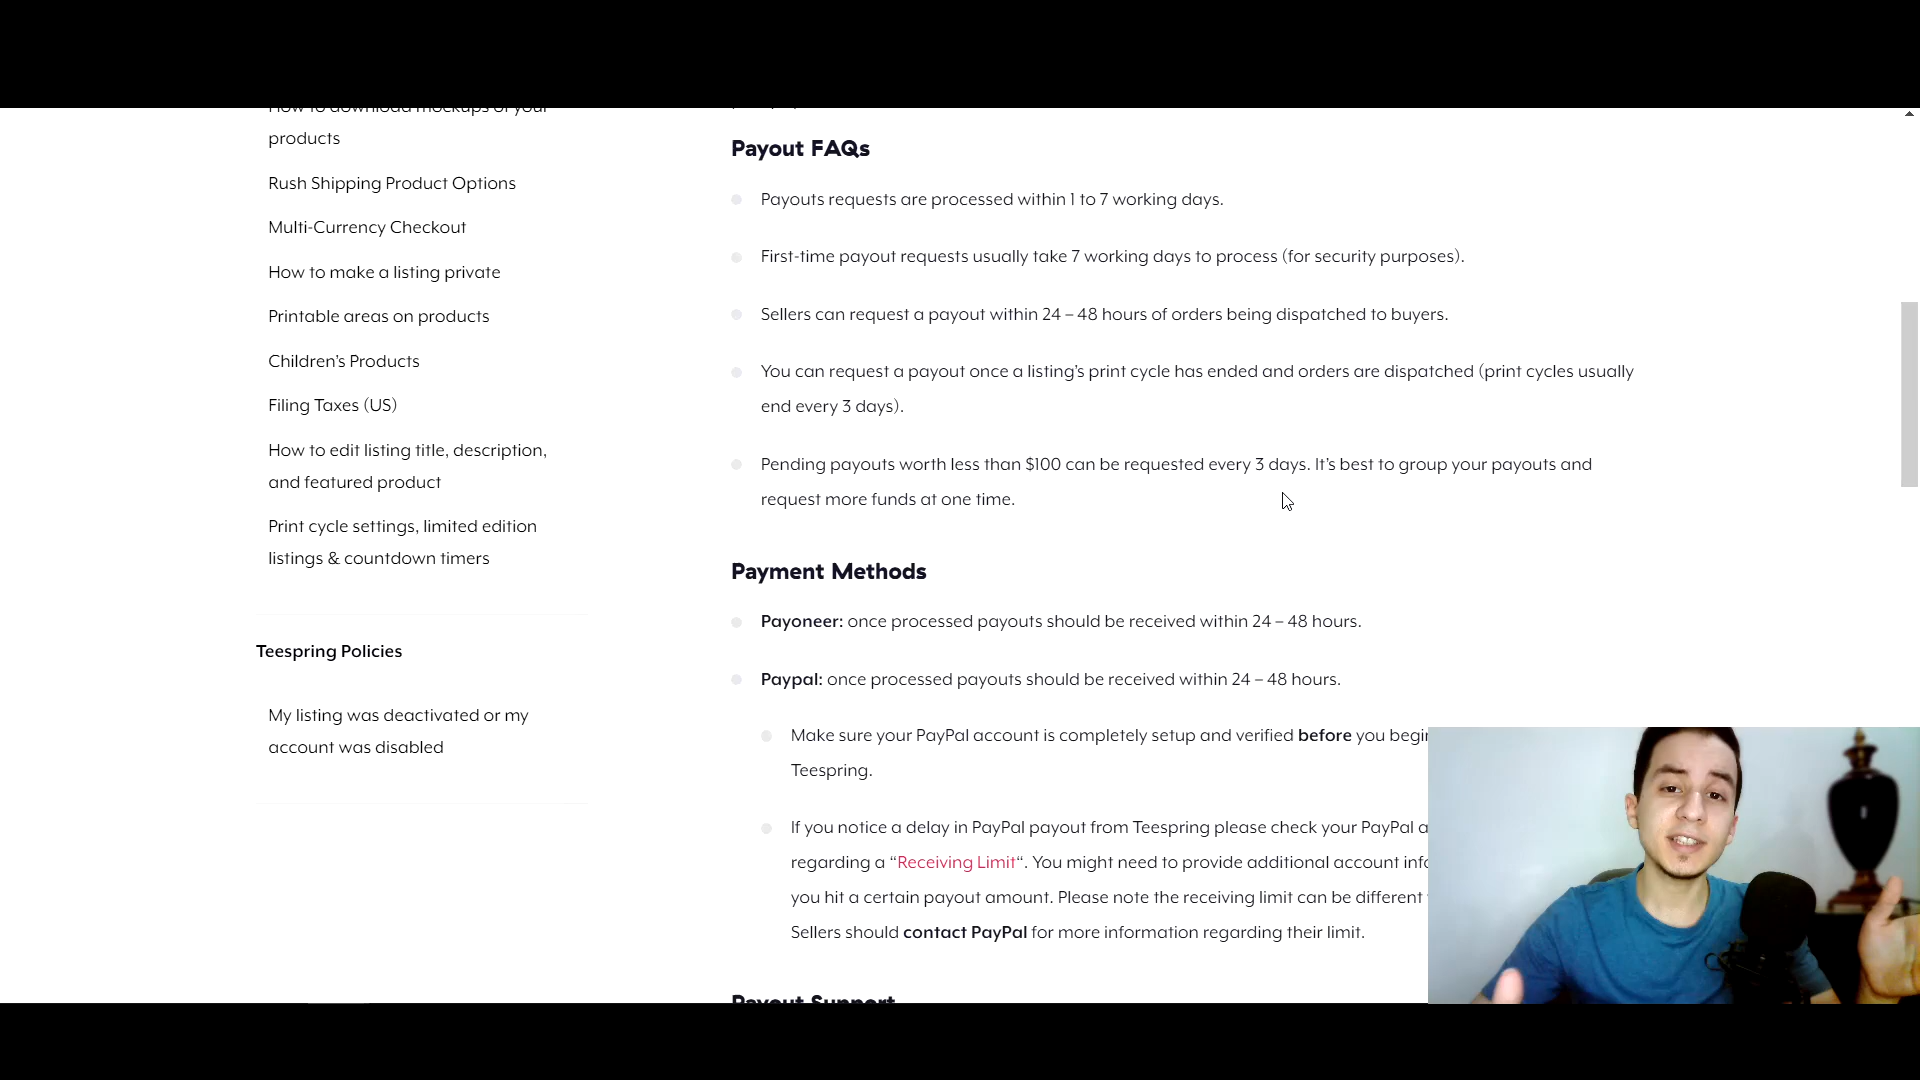 How to download mockups of your
products
Rush Shipping Product Options
Multi-Currency Checkout
How to make a listing private
Printable areas on products
Children’s Products
Filing Taxes (US)
How to edit listing title, description,
and featured product
Print cycle settings, limited edition
listings & countdown timers
Teespring Policies
My listing was deactivated or my
account was disabled
Payout FAQs
Payouts requests are processed within 1 to 7 working days.
First-time payout requests usually take 7 working days to process (for security purposes).
Sellers can request a payout within 24 – 48 hours of orders being dispatched to buyers.
You can request a payout once a listing’s print cycle has ended and orders are dispatched (print cycles usually
end every 3 days).
Pending payouts worth less than $100 can be requested every 3 days. It’s best to group your payouts and
request more funds at one time.
Payment Methods
Payoneer: once processed payouts should be received within 24 – 48 hours.
Paypal: once processed payouts should be received within 24 – 48 hours.
Make sure your PayPal account is completely setup and verified before you begin
Teespring.
If you notice a delay in PayPal payout from Teespring please check your PayPal a
regarding a “Receiving Limit“. You might need to provide additional account info
you hit a certain payout amount. Please note the receiving limit can be different
Sellers should contact PayPal for more information regarding their limit.
Payout Support